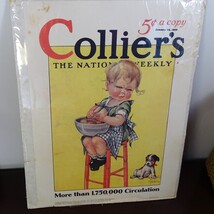 5¢ a copy
Collier's
THE NATIONAL WEEKLY
More than 1,750,000 Circulation